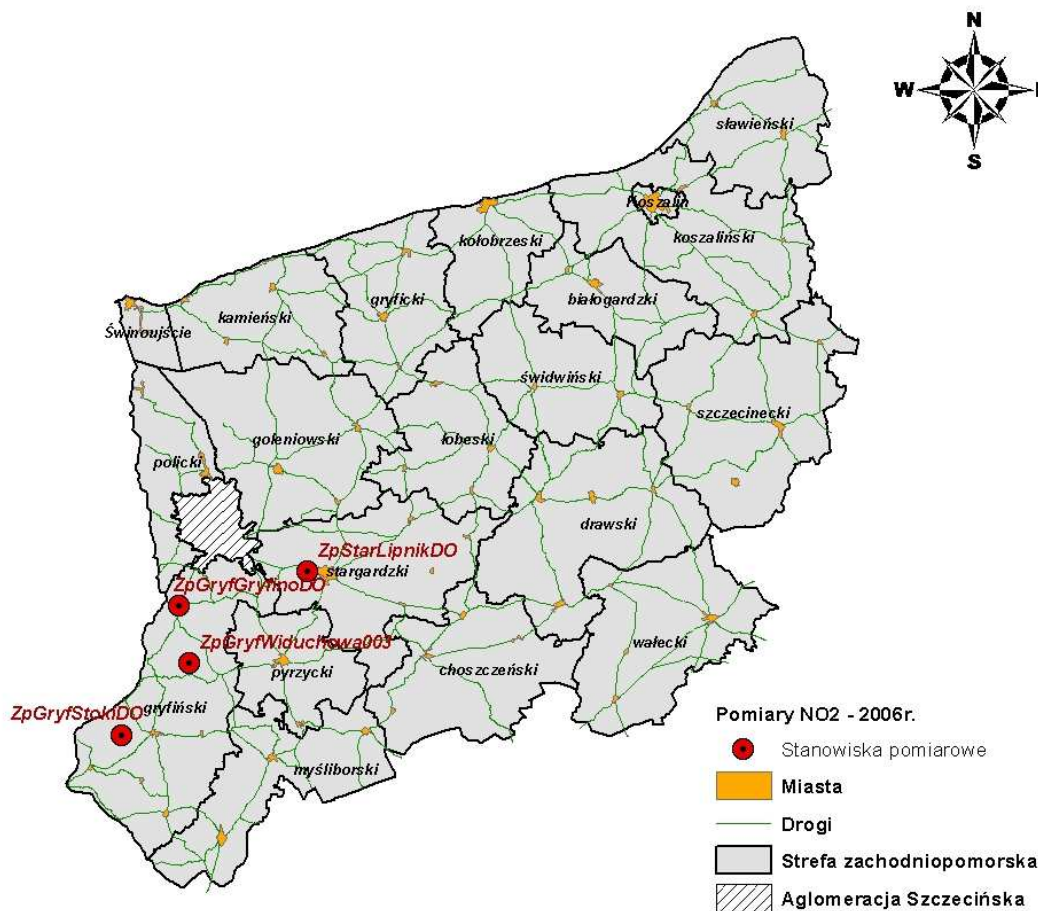 N
W
E
S
sławieński
Koszalin
koszaliński
kołobrzeski
białogardzki
gryficki
kamieński
Świnoujście
świdwiński
szczecinecki
łobeski
goleniowski
policki
drawski
ZpStarLipnikDO
stargardzki
ZpGryfGryfinoDO
ZpGryfWiduchowa003
wałecki
choszczeński
pyrzycki
ZpGryfStokiDO
gryfiński
myśliborski
Pomiary NO2 - 2006r.
Stanowiska pomiarowe
Miasta
Drogi
Strefa zachodniopomorska
Aglomeracja Szczecińska